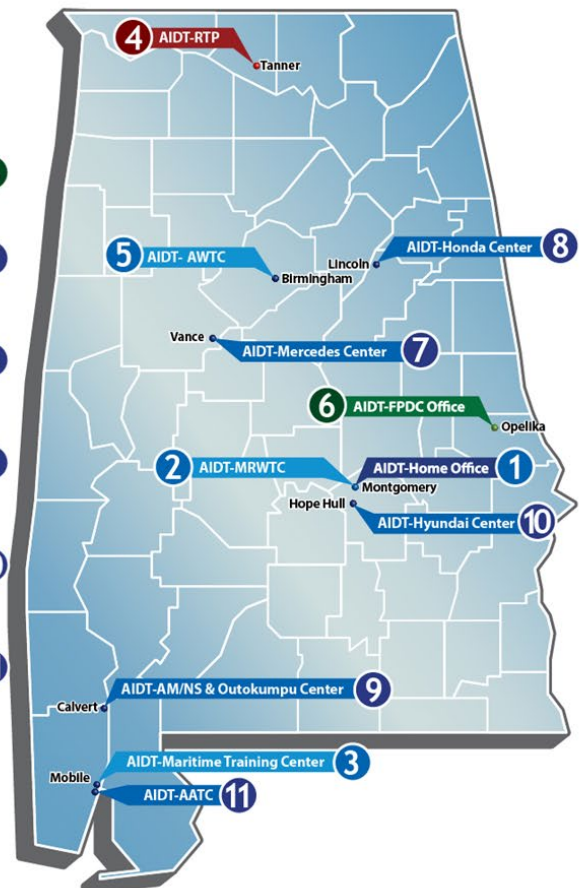 4 AIDT-RTP
Tanner
5 AIDT- AWTC
Birmingham
Lincoln
AIDT-Honda Center 8
Vance
AIDT-Mercedes Center 7
6 AIDT-FPDC Office
Opelika
2 AIDT-MRWTC
AIDT-Home Office 1
Montgomery
Hope Hull
AIDT-Hyundai Center 10
AIDT-AM/NS & Outokumpu Center 9
Calvert
AIDT-Maritime Training Center 3
Mobile
AIDT-AATC 11